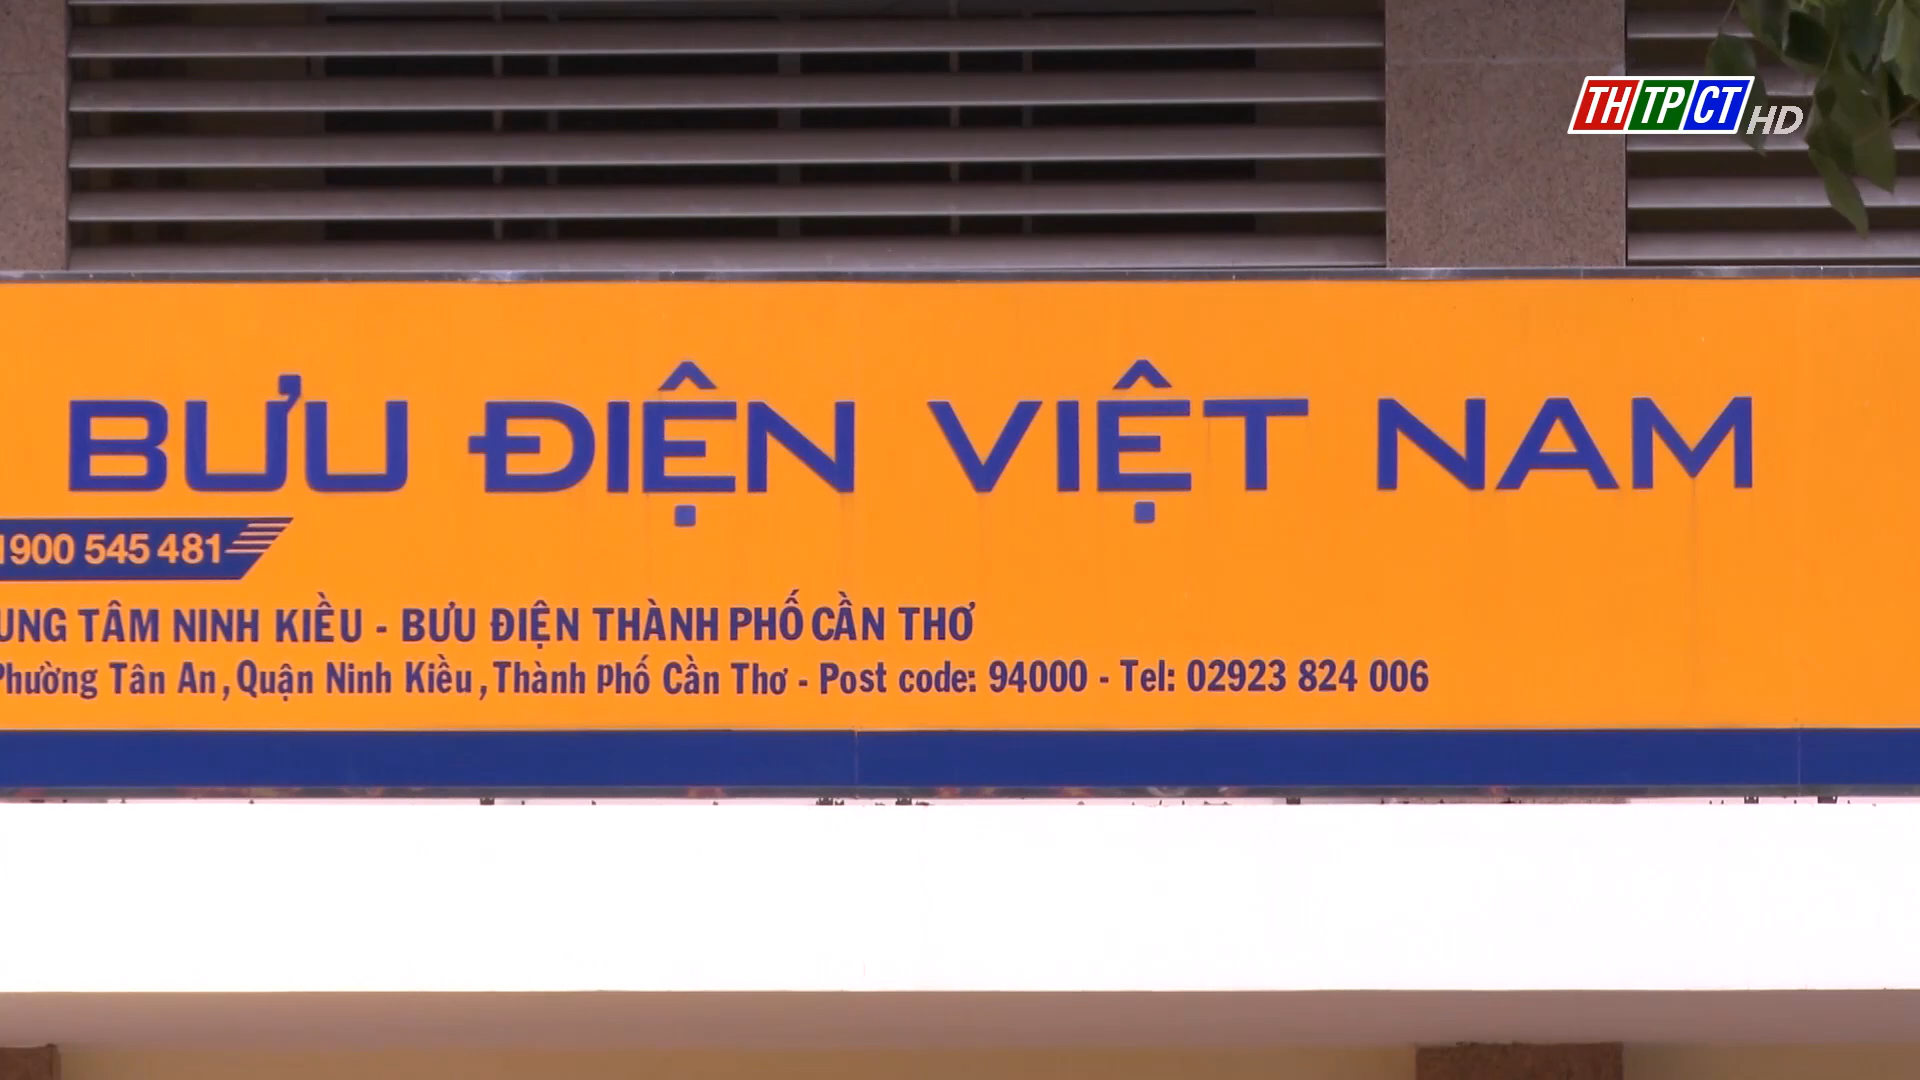 THTPCT HD
BƯU ĐIỆN VIỆT NAM
1900 545 481
TÂM NINH KIỀU - BƯU ĐIỆN THÀNH PHỐ CẦN THƠ
Phường Tân An, Quận Ninh Kiều, Thành phố Cần Thơ - Post code: 94000 - Tel: 02923 824 006